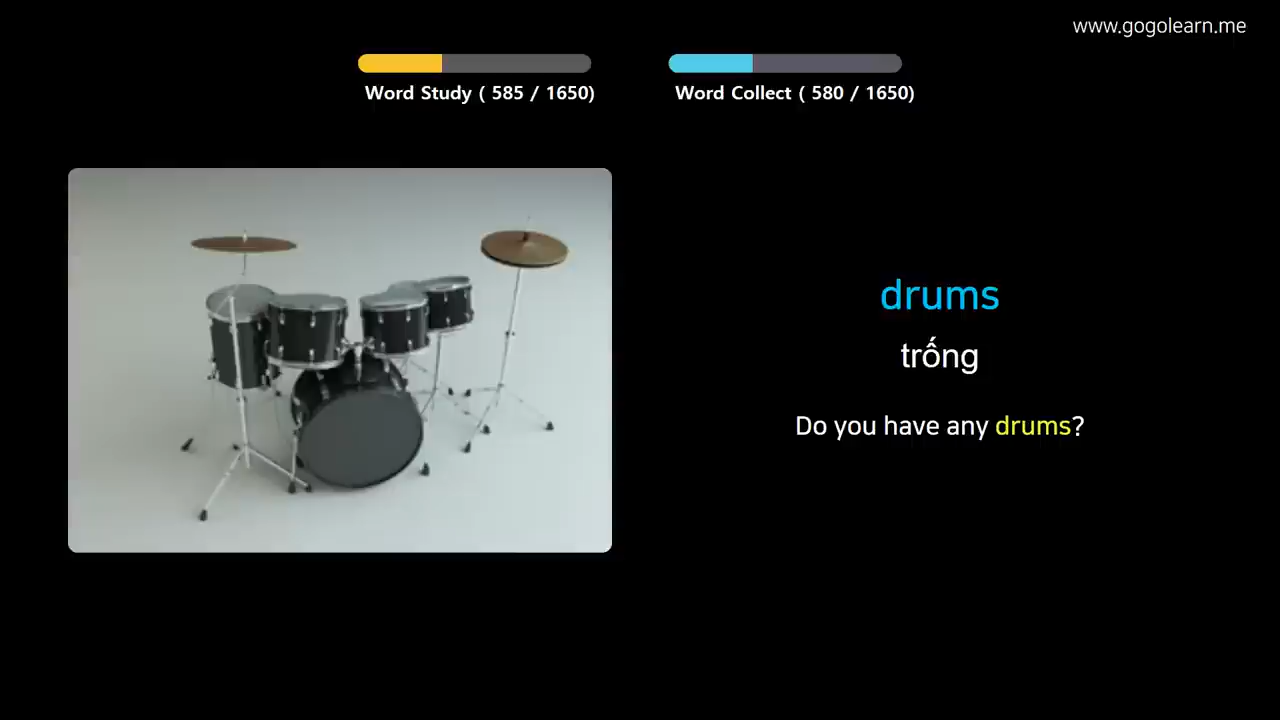 www.gogolearn.me
Word Study ( 585 / 1650)
Word Collect ( 580 / 1650)
drums
trống
Do you have any drums?